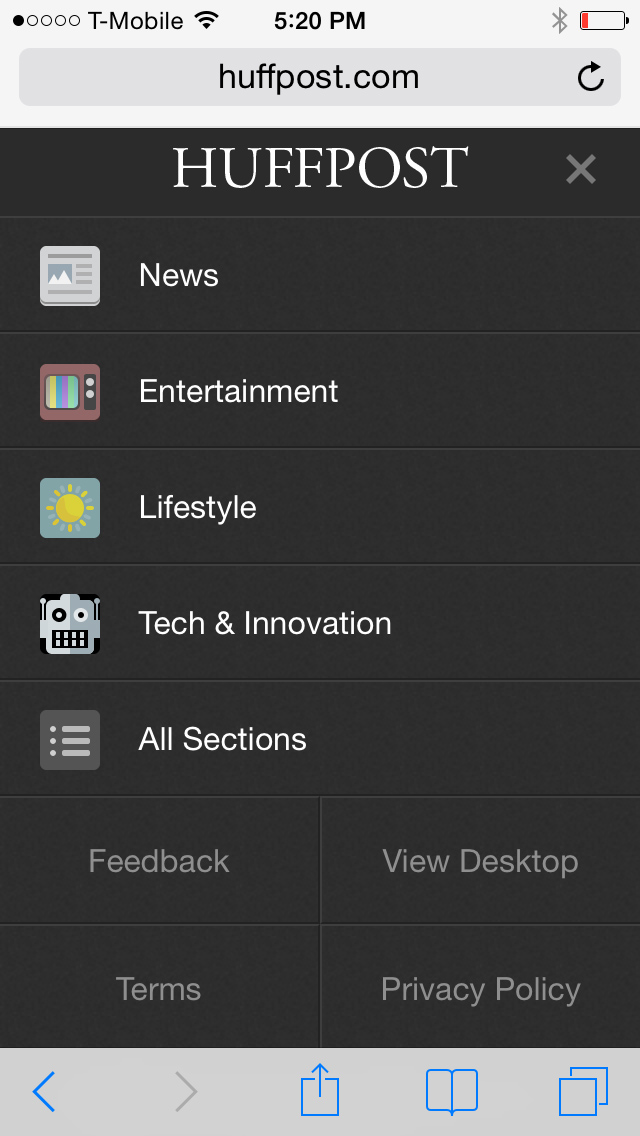 T-Mobile 5:20 PM
huffpost.com
HUFFPOST
News
Entertainment
Lifestyle
Tech & Innovation
All Sections
Feedback View Desktop
Terms Privacy Policy